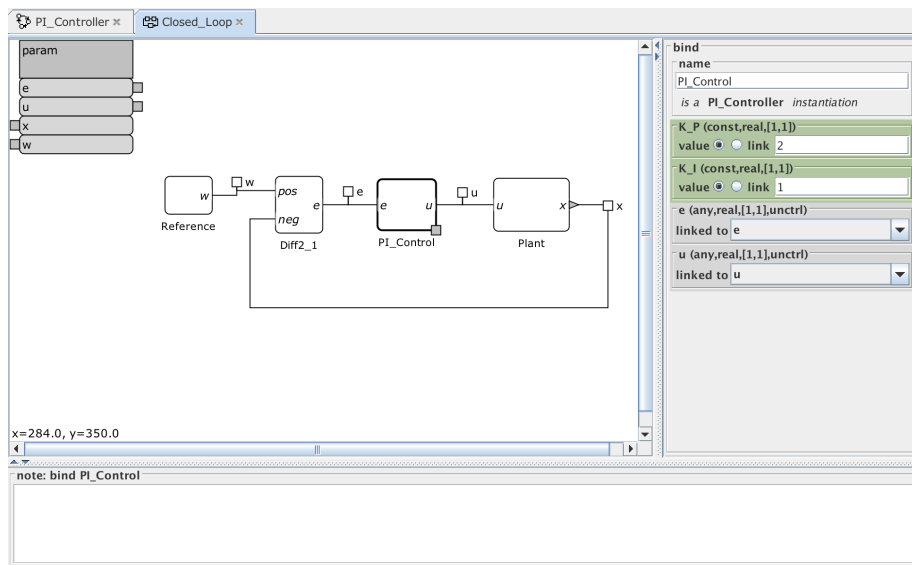 PI_Controller ×
Closed_Loop ×
param
e
u
x
w
w
Reference
w
pos
neg
e
Diff2_1
e
e
u
PI_Control
u
u
x
Plant
x
x=284.0, y=350.0
bind
name
PI_Control
is a PI_Controller instantiation
K_P (const,real,[1,1])
value link 2
K_I (const,real,[1,1])
value link 1
e (any,real,[1,1],unctrl)
linked to e
u (any,real,[1,1],unctrl)
linked to u
note: bind PI_Control